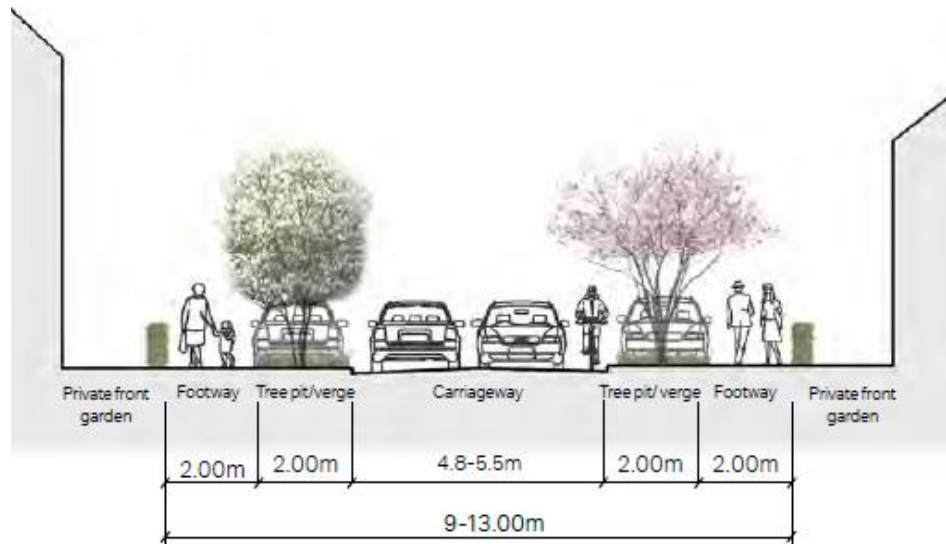 Private front
garden
Footway
Tree pit/verge
Carriageway
Tree pit/ verge
Footway
Private front
garden
2.00m
2.00m
4.8-5.5m
2.00m
2.00m
9-13.00m